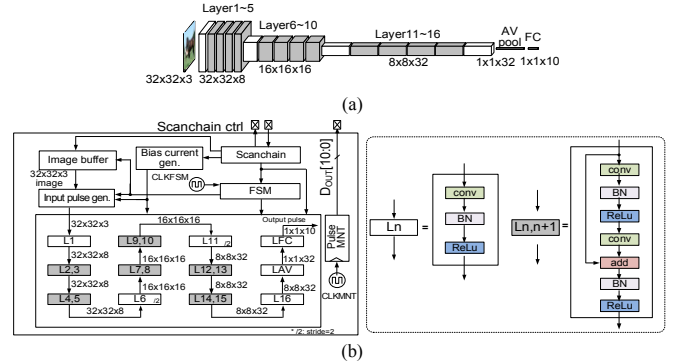 Layer1~5
Layer6~10
Layer11~16
AV
pool
FC
32x32x3
32x32x8
16x16x16
8x8x32
1x1x32
1x1x10
(a)
Scanchain ctrl
Image buffer
Bias current
gen.
Scanchain
DOUT[10:0]
32x32x3
image
CLKFSM
FSM
Input pulse gen.
16x16x16
Output pulse
1x1x10
32x32x3
L1
L9,10
L11 /2
LFC
32x32x8
16x16x16
8x8x32
1x1x32
L2,3
L7,8
L12,13
LAV
32x32x8
16x16x16
8x8x32
8x8x32
L4,5
L6 /2
L14,15
L16
32x32x8
8x8x32
Pulse
MNT
CLKMNT
* /2: stride=2
Ln
=
conv
BN
ReLu
Ln,n+1
=
conv
BN
ReLu
conv
add
BN
ReLu
(b)